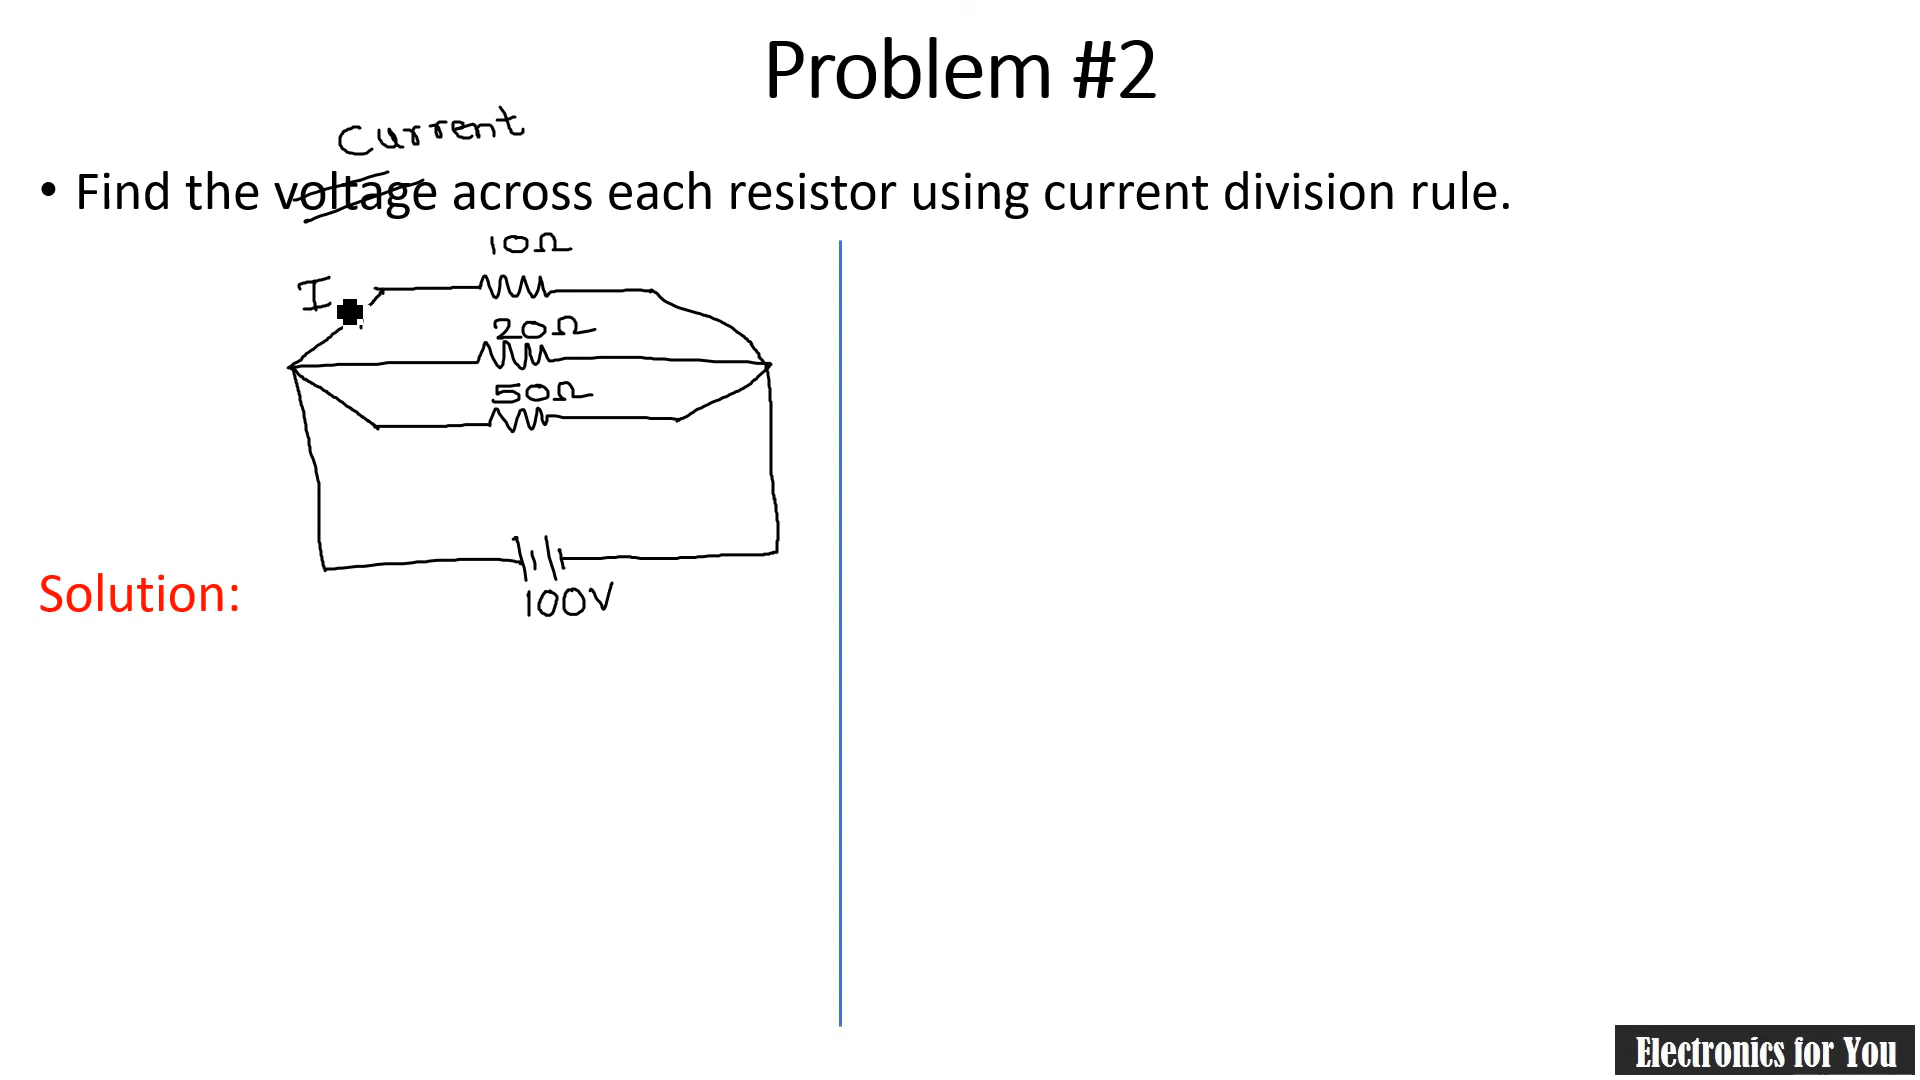 Problem #2
Current
• Find the voltage across each resistor using current division rule.
10Ω
I
20Ω
50Ω
100V
Solution:
Electronics for You